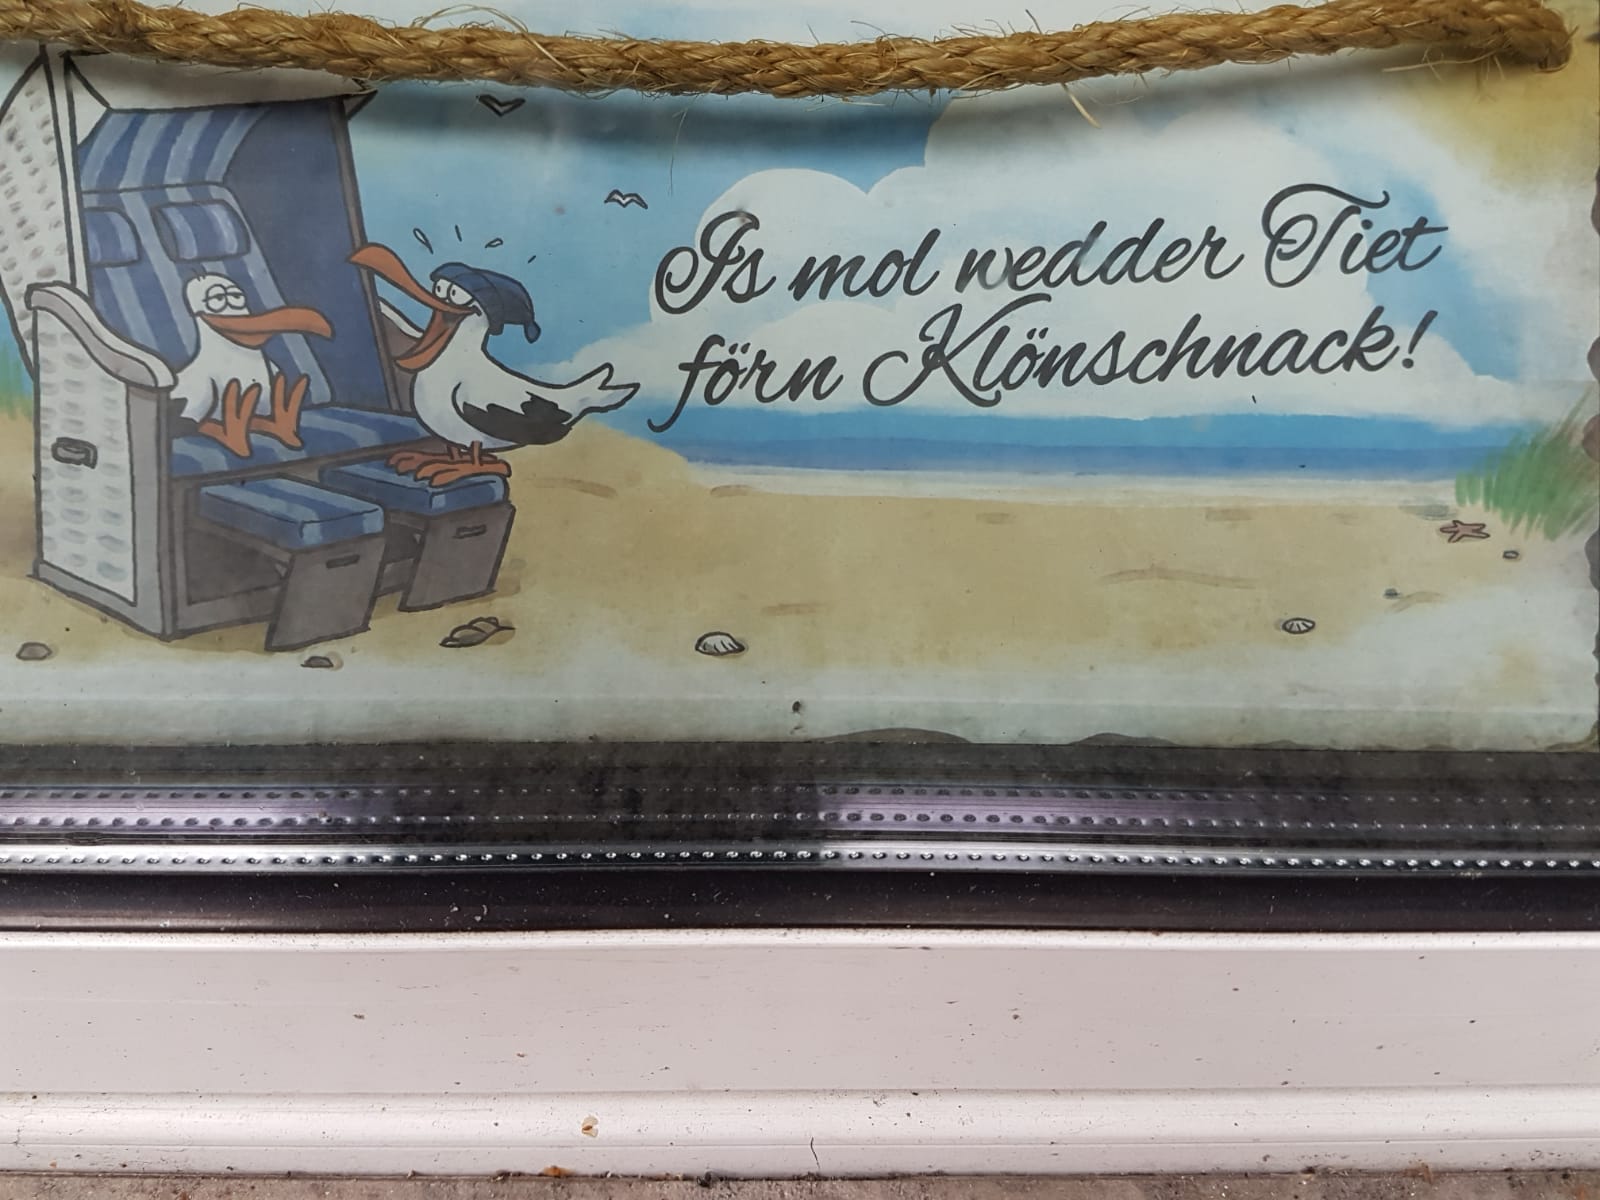 Is mol wedder Tiet
förn Klönschnack!